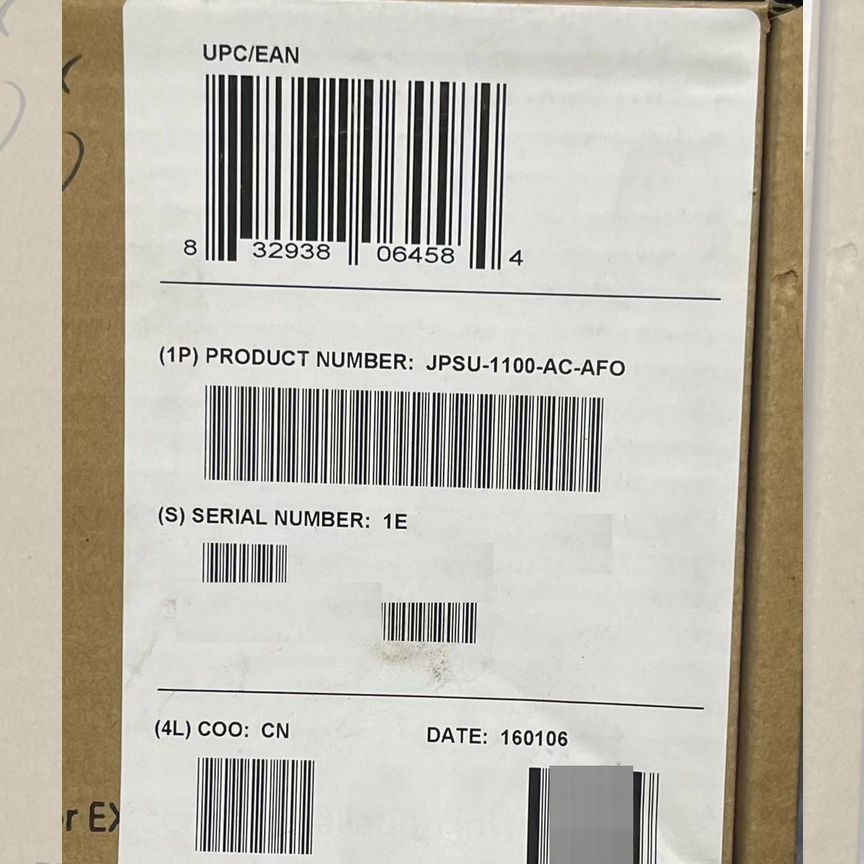 UPC/EAN
8 32938 06458 4
(1P) PRODUCT NUMBER: JPSU-1100-AC-AFO
(S) SERIAL NUMBER: 1E
(4L) COO: CN DATE: 160106
r EX